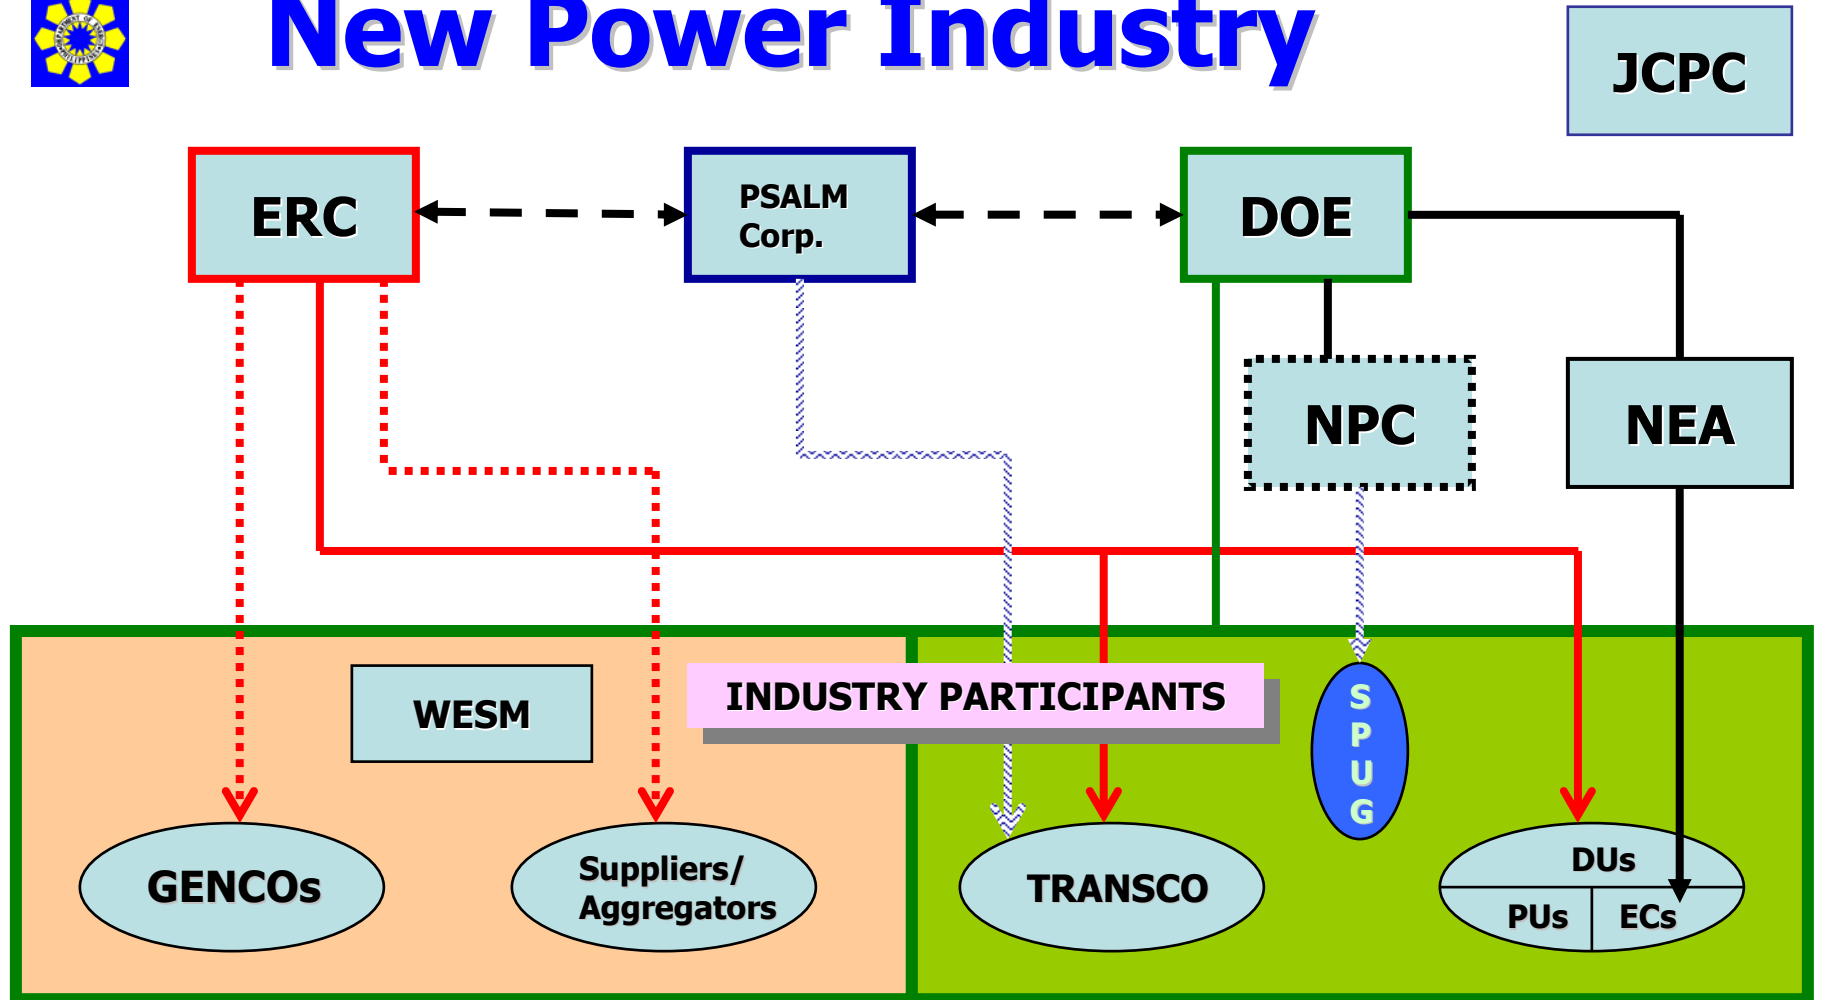 New Power Industry
JCPC
ERC
PSALM
Corp.
DOE
NPC
NEA
INDUSTRY PARTICIPANTS
WESM
S
P
U
G
GENCOs
Suppliers/
Aggregators
TRANSCO
DUs
PUs
ECs